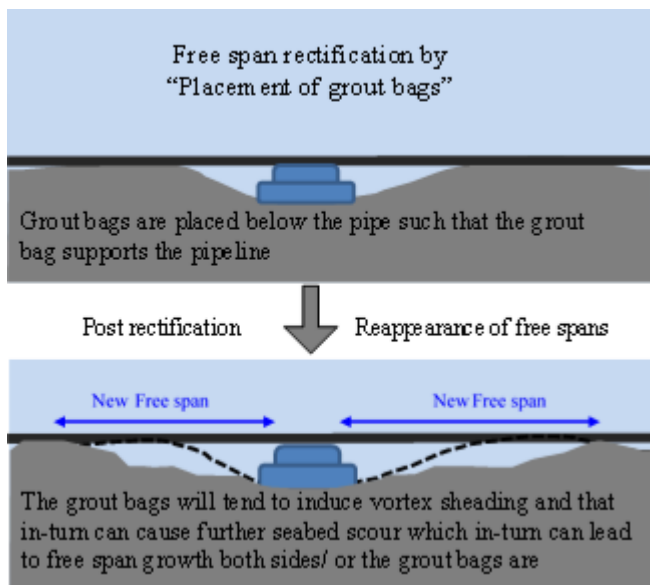 Free span rectification by
“Placement of grout bags”
Grout bags are placed below the pipe such that the grout
bag supports the pipeline
Post rectification
Reappearance of free spans
New Free span
New Free span
The grout bags will tend to induce vortex sheading and that
in-turn can cause further seabed scour which in-turn can lead
to free span growth both sides/ or the grout bags are